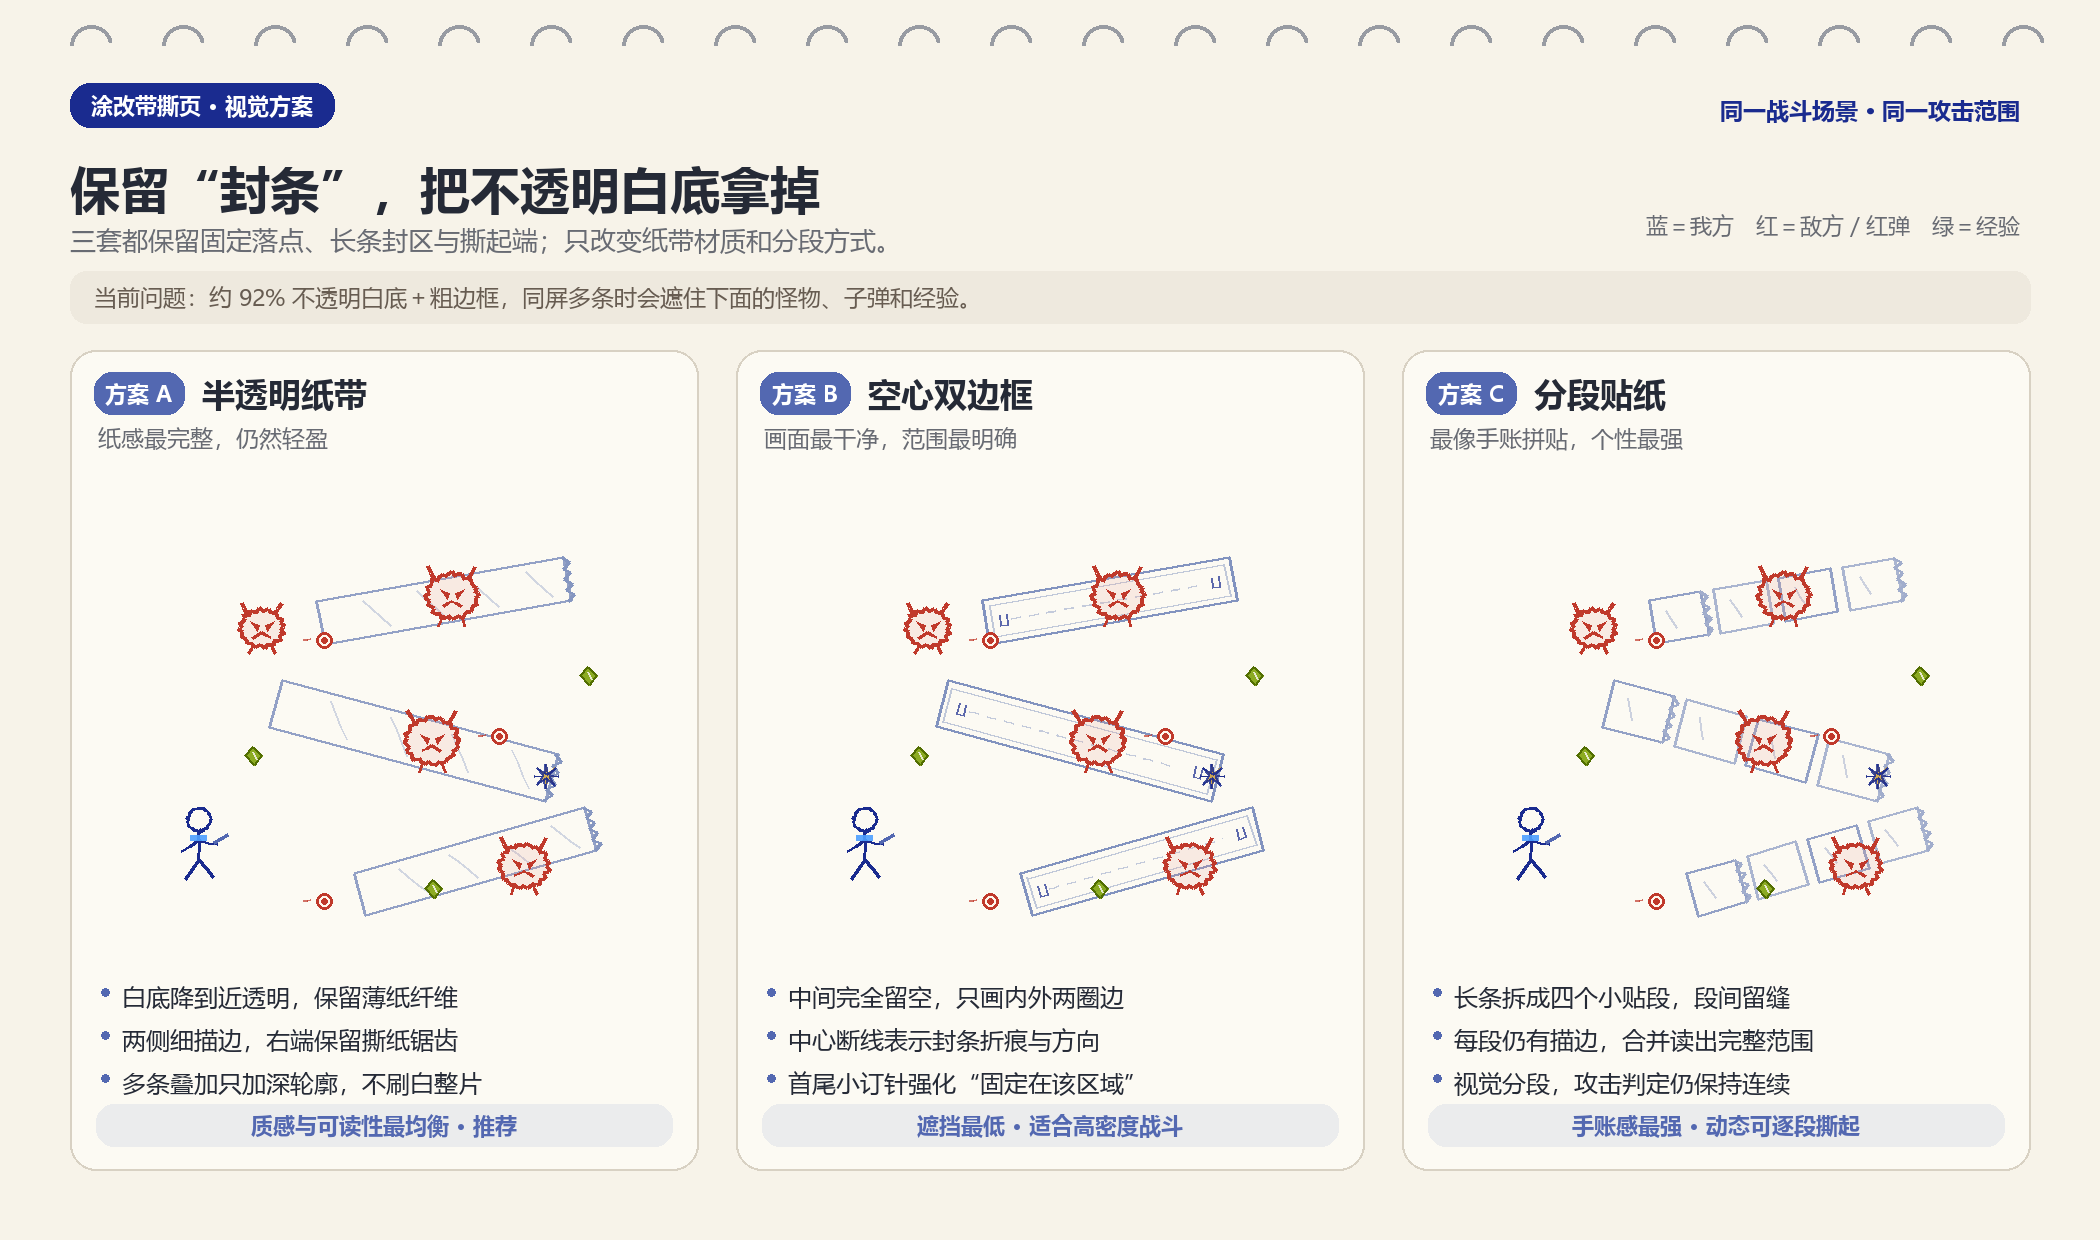 涂改带撕页·视觉方案
同一战斗场景·同一攻击范围
保留“封条”，把不透明白底拿掉
三套都保留固定落点、长条封区与撕起端；只改变纸带材质和分段方式。
蓝=我方 红=敌方 / 红弹 绿=经验
当前问题：约 92% 不透明白底+粗边框，同屏多条时会遮住下面的怪物、子弹和经验。
方案 A 半透明纸带
纸感最完整，仍然轻盈
白底降到近透明，保留薄纸纤维
两侧细描边，右端保留撕纸锯齿
多条叠加只加深轮廓，不刷白整片
质感与可读性最均衡·推荐
方案 B 空心双边框
画面最干净，范围最明确
中间完全留空，只画内外两圈边
中心断线表示封条折痕与方向
首尾小订针强化“固定在该区域”
遮挡最低·适合高密度战斗
方案 C 分段贴纸
最像手账拼贴，个性最强
长条拆成四个小贴段，段间留缝
每段仍有描边，合并读出完整范围
视觉分段，攻击判定仍保持连续
手账感最强·动态可逐段撕起